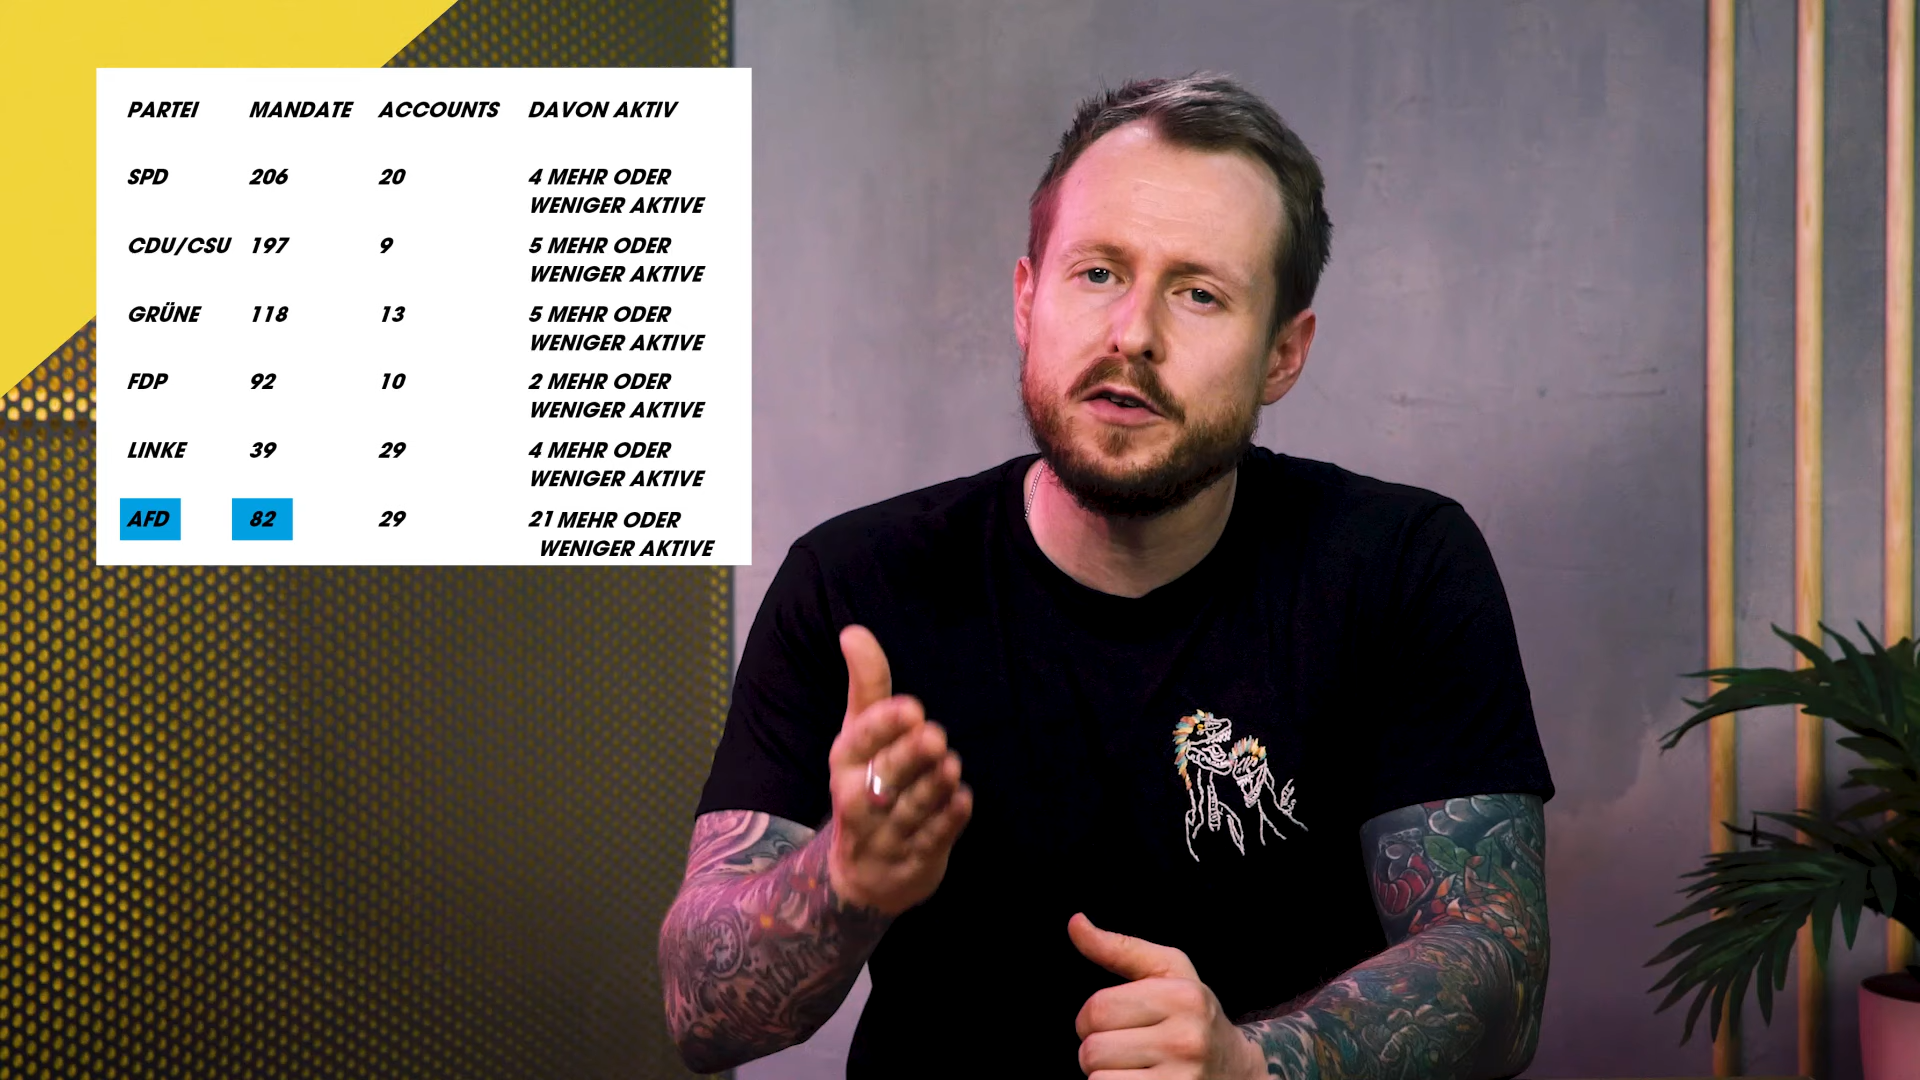 PARTEI MANDATE ACCOUNTS DAVON AKTIV
SPD 206 20 4 MEHR ODER
WENIGER AKTIVE
CDU/CSU 197 9 5 MEHR ODER
WENIGER AKTIVE
GRÜNE 118 13 5 MEHR ODER
WENIGER AKTIVE
FDP 92 10 2 MEHR ODER
WENIGER AKTIVE
LINKE 39 29 4 MEHR ODER
WENIGER AKTIVE
AFD 82 29 21 MEHR ODER
WENIGER AKTIVE